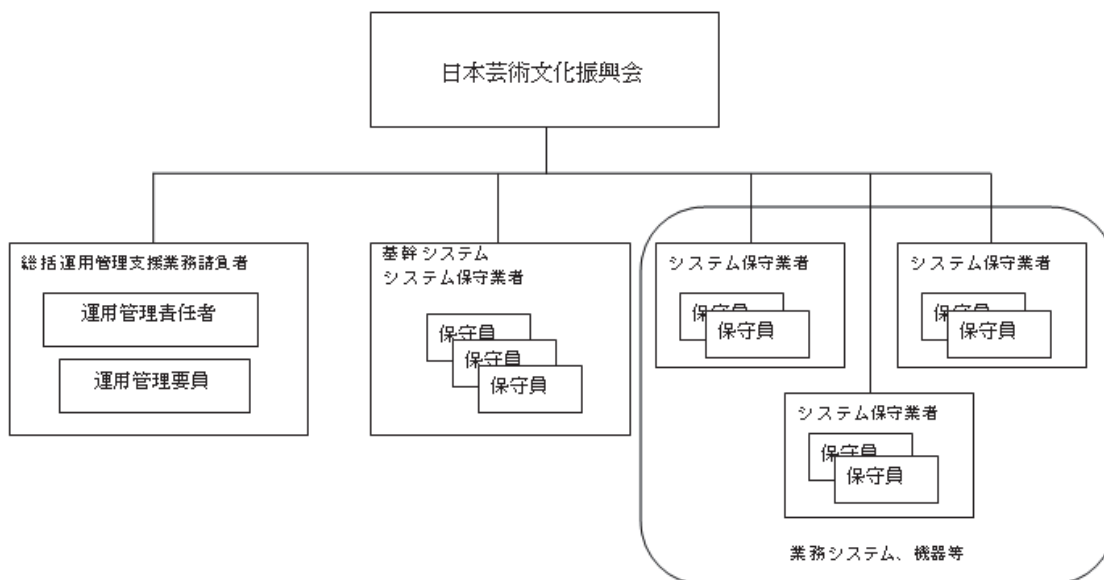 日本芸術文化振興会
総括運用管理支援業務請負者
運用管理責任者
運用管理要員
基幹システム
システム保守業者
保守員
保守員
保守員
システム保守業者
保守員
保守員
システム保守業者
保守員
保守員
システム保守業者
保守員
保守員
業務システム、機器等